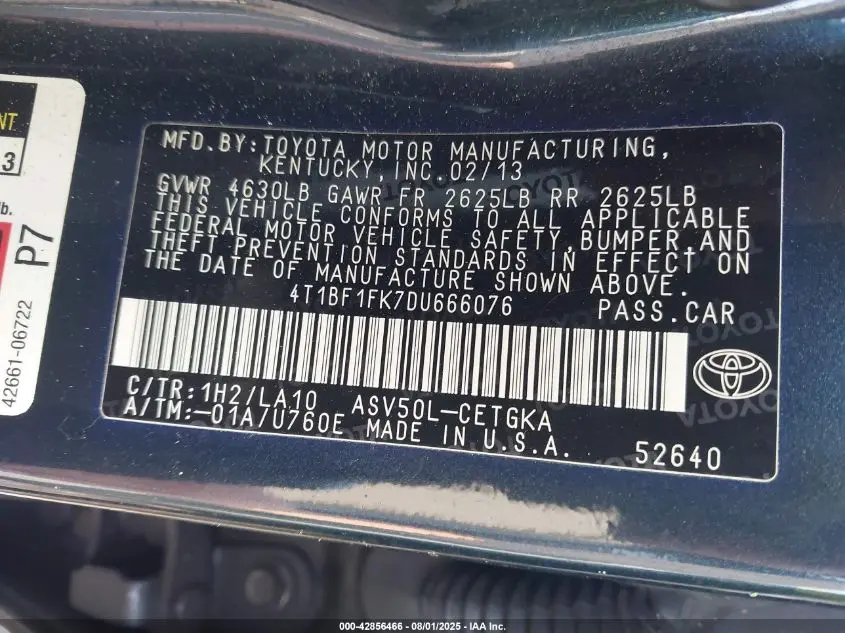 NT
3
b.
P7
42661-06722
MFD.BY:TOYOTA MOTOR MANUFACTURING,
KENTUCKY,INC.02/13
GVWR 4630LB GAWR FR 2625LB RR 2625LB
THIS VEHICLE CONFORMS TO ALL APPLICABLE
FEDERAL MOTOR VEHICLE SAFETY,BUMPER,AND
THEFT PREVENTION STANDARDS IN EFFECT ON
THE DATE OF MANUFACTURE SHOWN ABOVE.
4T1BF1FK7DU666076 PASS.CAR
C/TR:1H2/LA10 ASV50L-CETGKA
A/TM:-01A/U760E MADE IN U.S.A. 52640
000-42856466 - 08/01/2025 - IAA Inc.